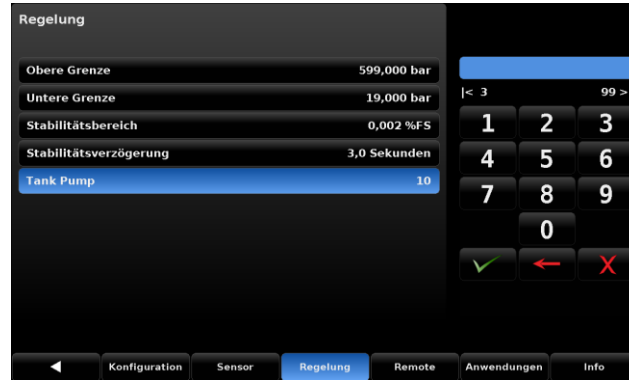 Regelung
Obere Grenze 599,000 bar
Untere Grenze 19,000 bar
Stabilitätsbereich 0,002 %FS
Stabilitätsverzögerung 3,0 Sekunden
Tank Pump 10
|< 3 99 >
1 2 3
4 5 6
7 8 9
0
X
Konfiguration Sensor Regelung Remote Anwendungen Info